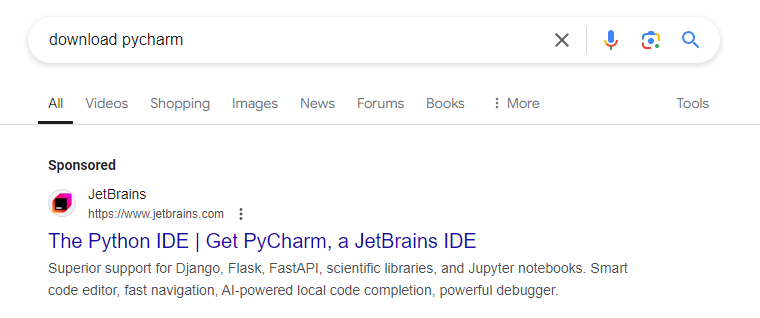 download pycharm
All Videos Shopping Images News Forums Books More Tools
Sponsored
JetBrains
https://www.jetbrains.com
The Python IDE | Get PyCharm, a JetBrains IDE
Superior support for Django, Flask, FastAPI, scientific libraries, and Jupyter notebooks. Smart
code editor, fast navigation, AI-powered local code completion, powerful debugger.